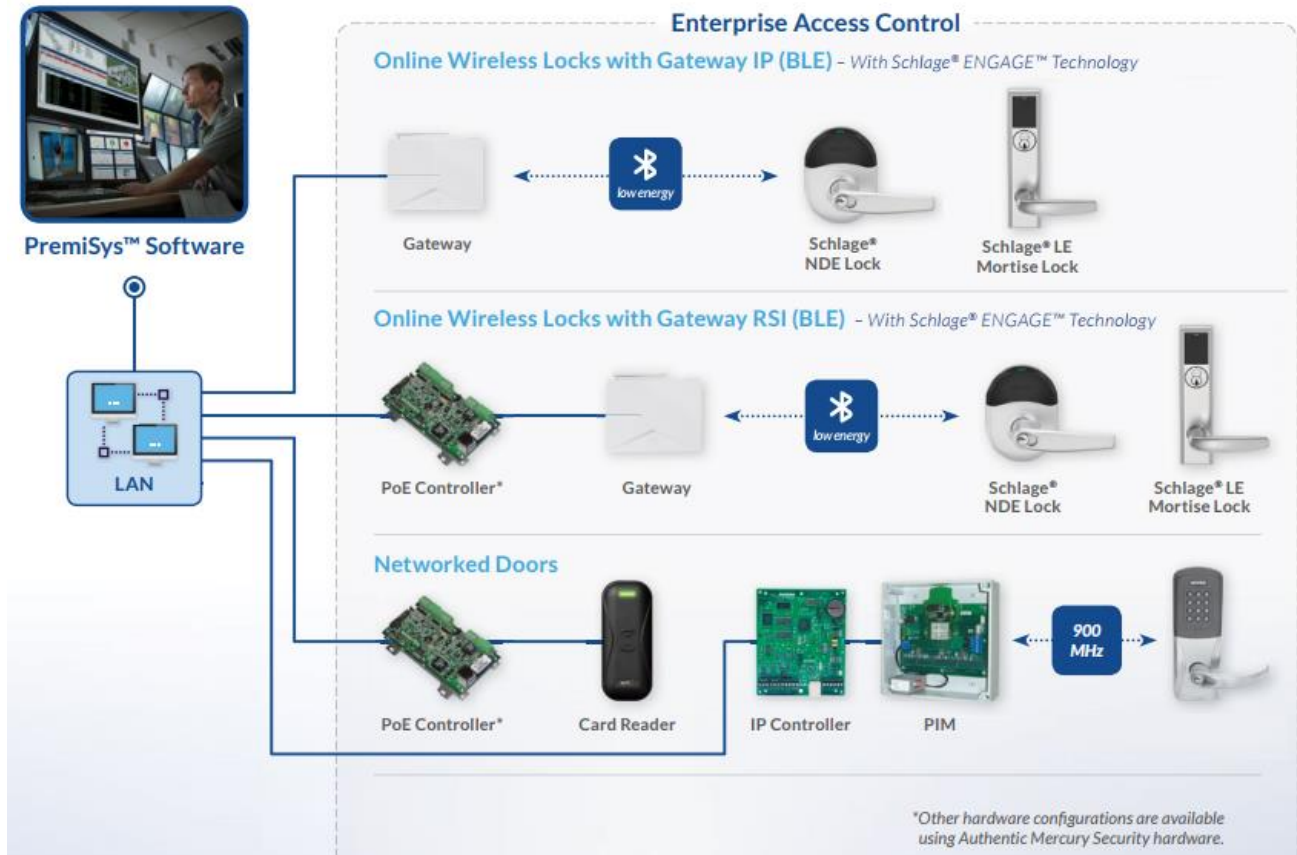 Enterprise Access Control
Online Wireless Locks with Gateway IP (BLE) – With Schlage® ENGAGE™ Technology
low energy
Gateway
Schlage®
NDE Lock
Schlage® LE
Mortise Lock
PremiSys™ Software
Online Wireless Locks with Gateway RSI (BLE) – With Schlage® ENGAGE™ Technology
low energy
LAN
PoE Controller*
Gateway
Schlage®
NDE Lock
Schlage® LE
Mortise Lock
Networked Doors
900
MHz
PoE Controller*
Card Reader
IP Controller
PIM
*Other hardware configurations are available
using Authentic Mercury Security hardware.